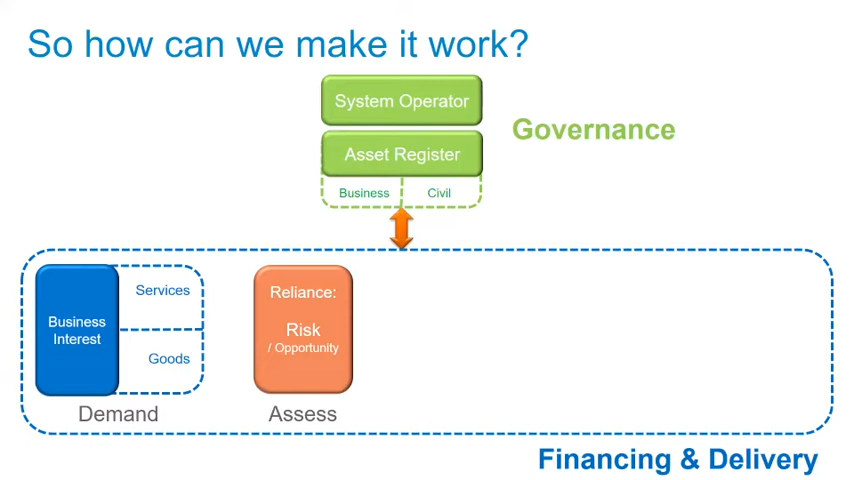 So how can we make it work?
System Operator
Governance
Asset Register
Business
Civil
Business
Interest
Services
Goods
Demand
Reliance:
Risk
/ Opportunity
Assess
Financing & Delivery